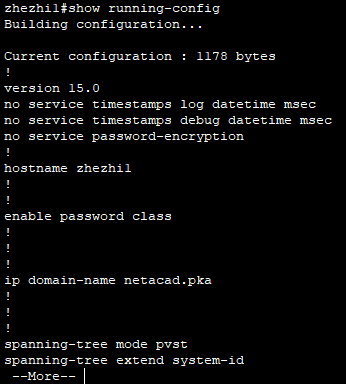 zhezhil#show running-config
Building configuration...
Current configuration : 1178 bytes
!
version 15.0
no service timestamps log datetime msec
no service timestamps debug datetime msec
no service password-encryption
!
hostname zhezhil
!
!
enable password class
!
!
!
ip domain-name netacad.pka
!
!
!
spanning-tree mode pvst
spanning-tree extend system-id
--More--